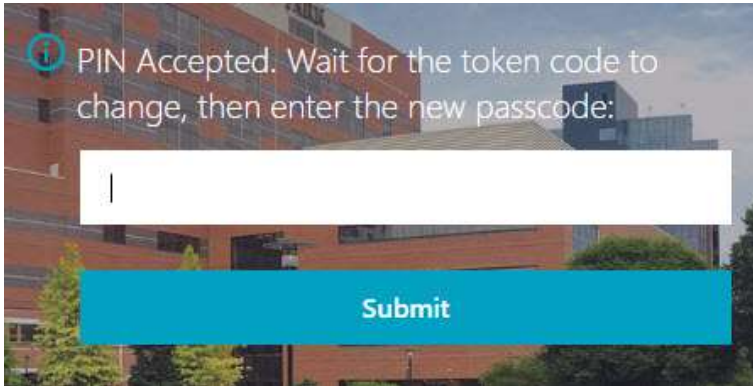 PIN Accepted. Wait for the token code to
change, then enter the new passcode:
Submit